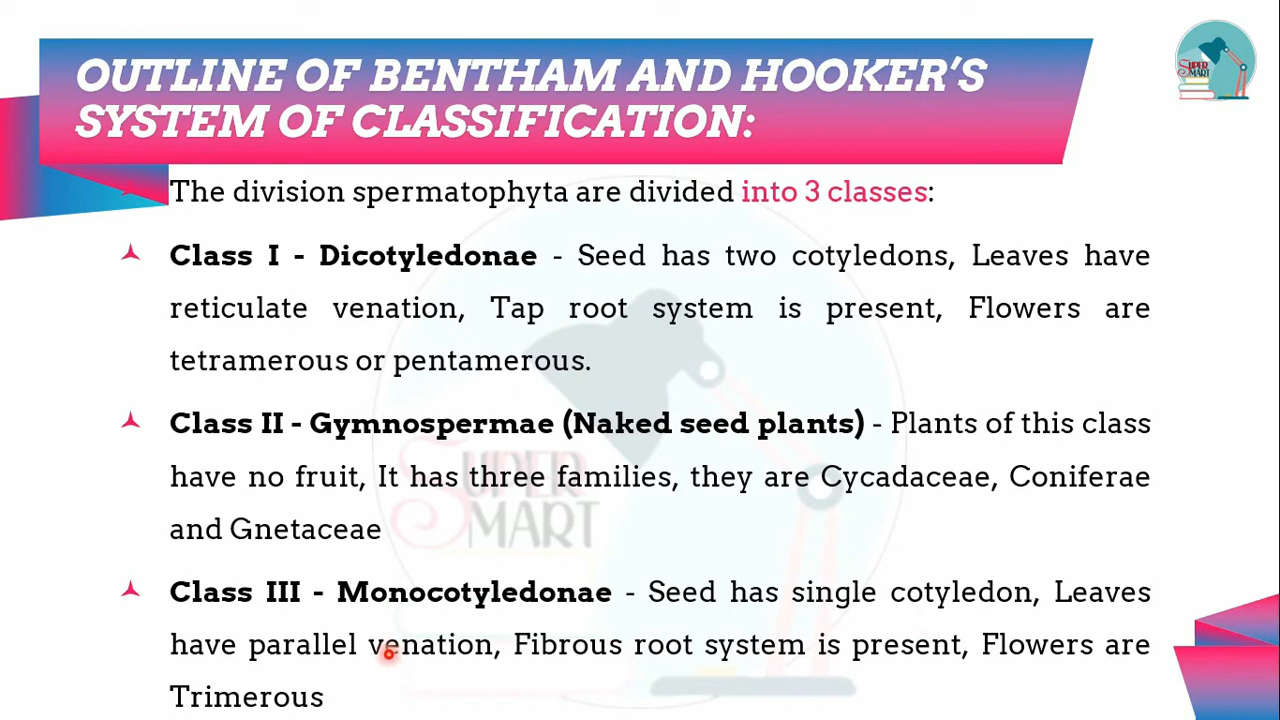 OUTLINE OF BENTHAM AND HOOKER'S
SYSTEM OF CLASSIFICATION:
SUPER
MART
The division spermatophyta are divided into 3 classes:
Class I - Dicotyledonae - Seed has two cotyledons, Leaves have
reticulate venation, Tap root system is present, Flowers are
tetramerous or pentamerous.
Class II - Gymnospermae (Naked seed plants) - Plants of this class
have no fruit, It has three families, they are Cycadaceae, Coniferae
and Gnetaceae
SUPER
SMART
Class III - Monocotyledonae - Seed has single cotyledon, Leaves
have parallel venation, Fibrous root system is present, Flowers are
Trimerous